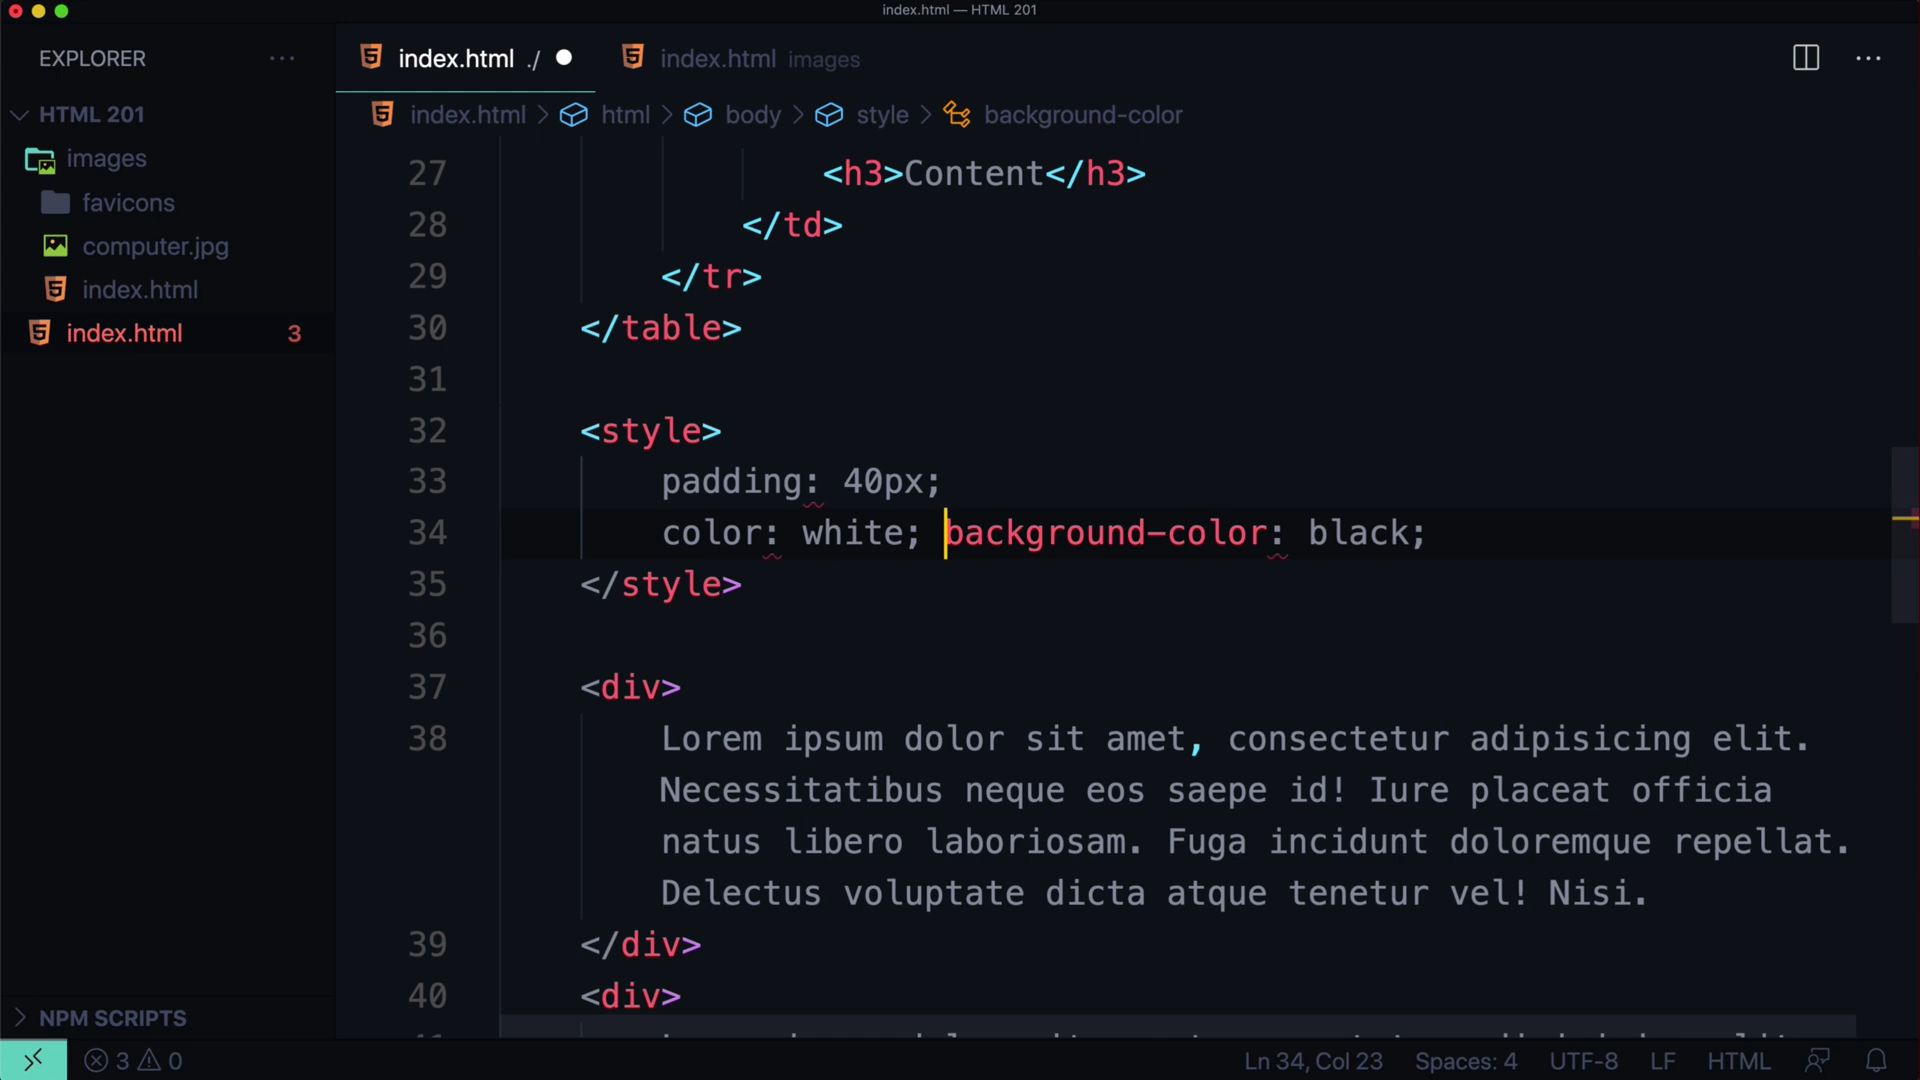 index.html — HTML 201
EXPLORER
index.html ./
index.html images
HTML 201
index.html > html > body > style > background-color
images
favicons
computer.jpg
index.html
index.html 3
27 <h3>Content</h3>
28 </td>
29 </tr>
30 </table>
31
32 <style>
33 padding: 40px;
34 color: white; background-color: black;
35 </style>
36
37 <div>
38 Lorem ipsum dolor sit amet, consectetur adipisicing elit.
Necessitatibus neque eos saepe id! Iure placeat officia
natus libero laboriosam. Fuga incidunt doloremque repellat.
Delectus voluptate dicta atque tenetur vel! Nisi.
39 </div>
40 <div>
NPM SCRIPTS
3 0
Ln 34, Col 23 Spaces: 4 UTF-8 LF HTML